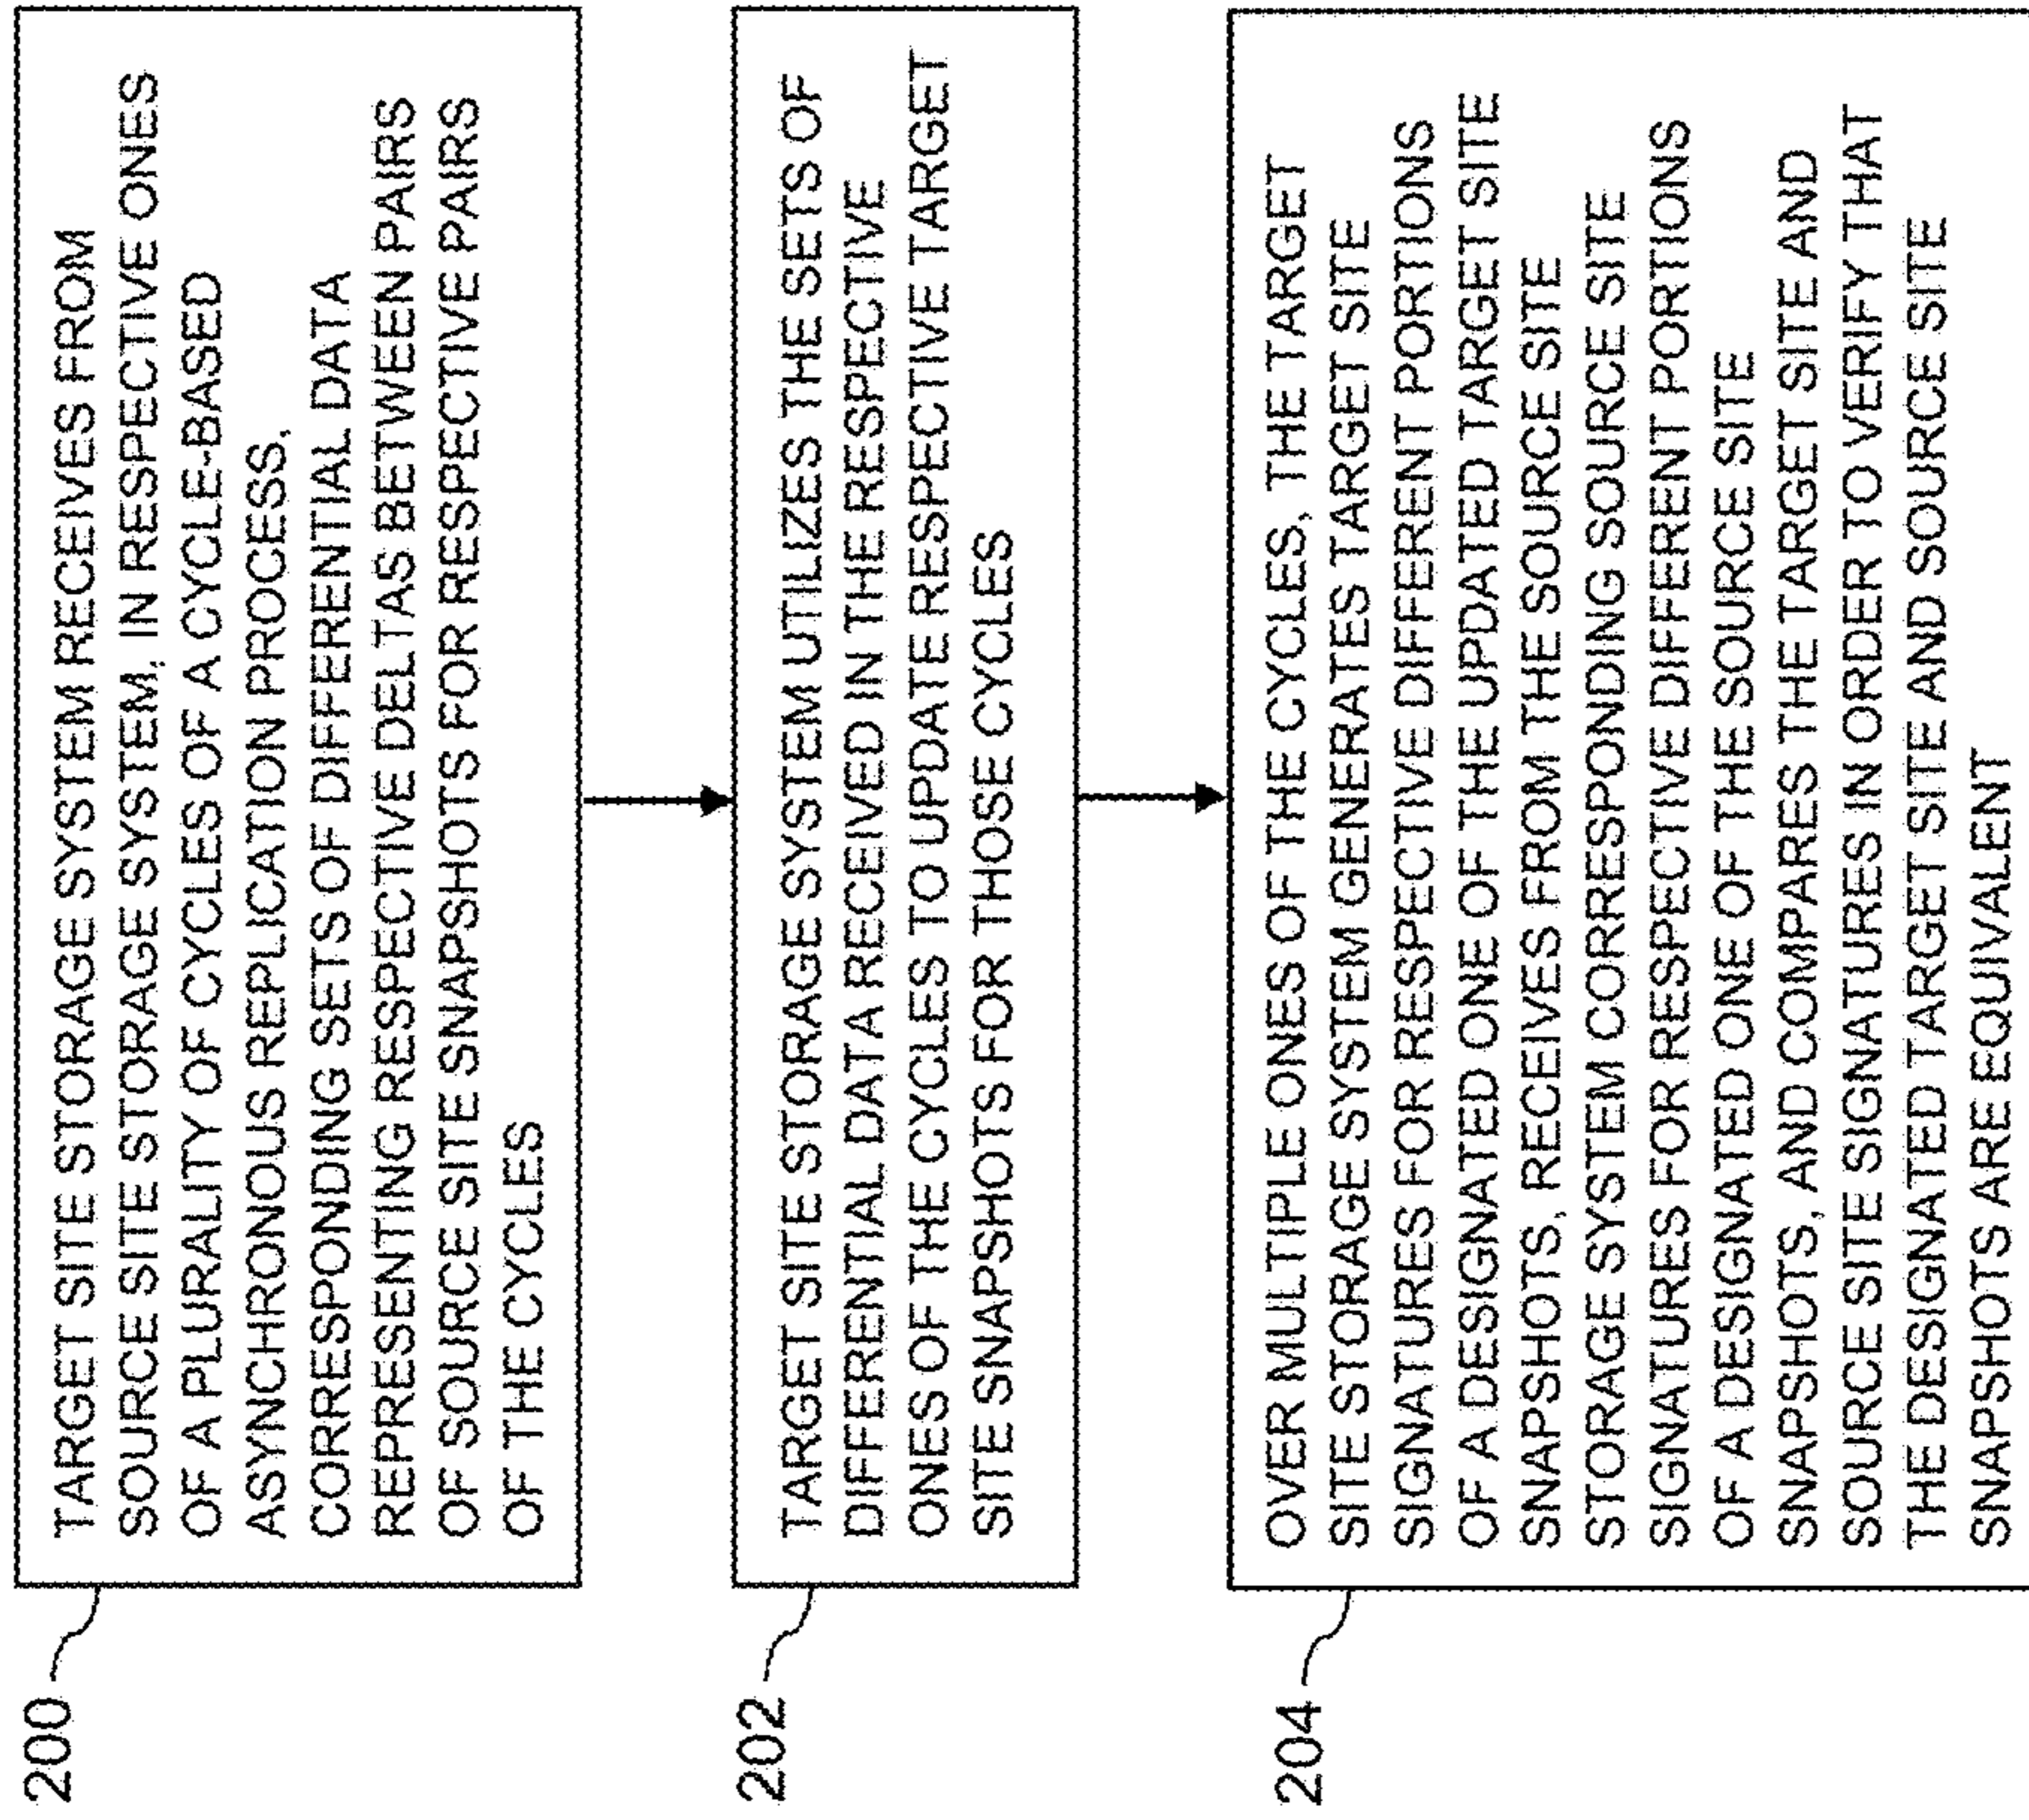 200
TARGET SITE STORAGE SYSTEM RECEIVES FROM
SOURCE SITE STORAGE SYSTEM, IN RESPECTIVE ONES
OF A PLURALITY OF CYCLES OF A CYCLE-BASED
ASYNCHRONOUS REPLICATION PROCESS,
CORRESPONDING SETS OF DIFFERENTIAL DATA
REPRESENTING RESPECTIVE DELTAS BETWEEN PAIRS
OF SOURCE SITE SNAPSHOTS FOR RESPECTIVE PAIRS
OF THE CYCLES
202
TARGET SITE STORAGE SYSTEM UTILIZES THE SETS OF
DIFFERENTIAL DATA RECEIVED IN THE RESPECTIVE
ONES OF THE CYCLES TO UPDATE RESPECTIVE TARGET
SITE SNAPSHOTS FOR THOSE CYCLES
204
OVER MULTIPLE ONES OF THE CYCLES, THE TARGET
SITE STORAGE SYSTEM GENERATES TARGET SITE
SIGNATURES FOR RESPECTIVE DIFFERENT PORTIONS
OF A DESIGNATED ONE OF THE UPDATED TARGET SITE
SNAPSHOTS, RECEIVES FROM THE SOURCE SITE
STORAGE SYSTEM CORRESPONDING SOURCE SITE
SIGNATURES FOR RESPECTIVE DIFFERENT PORTIONS
OF A DESIGNATED ONE OF THE SOURCE SITE
SNAPSHOTS, AND COMPARES THE TARGET SITE AND
SOURCE SITE SIGNATURES IN ORDER TO VERIFY THAT
THE DESIGNATED TARGET SITE AND SOURCE SITE
SNAPSHOTS ARE EQUIVALENT